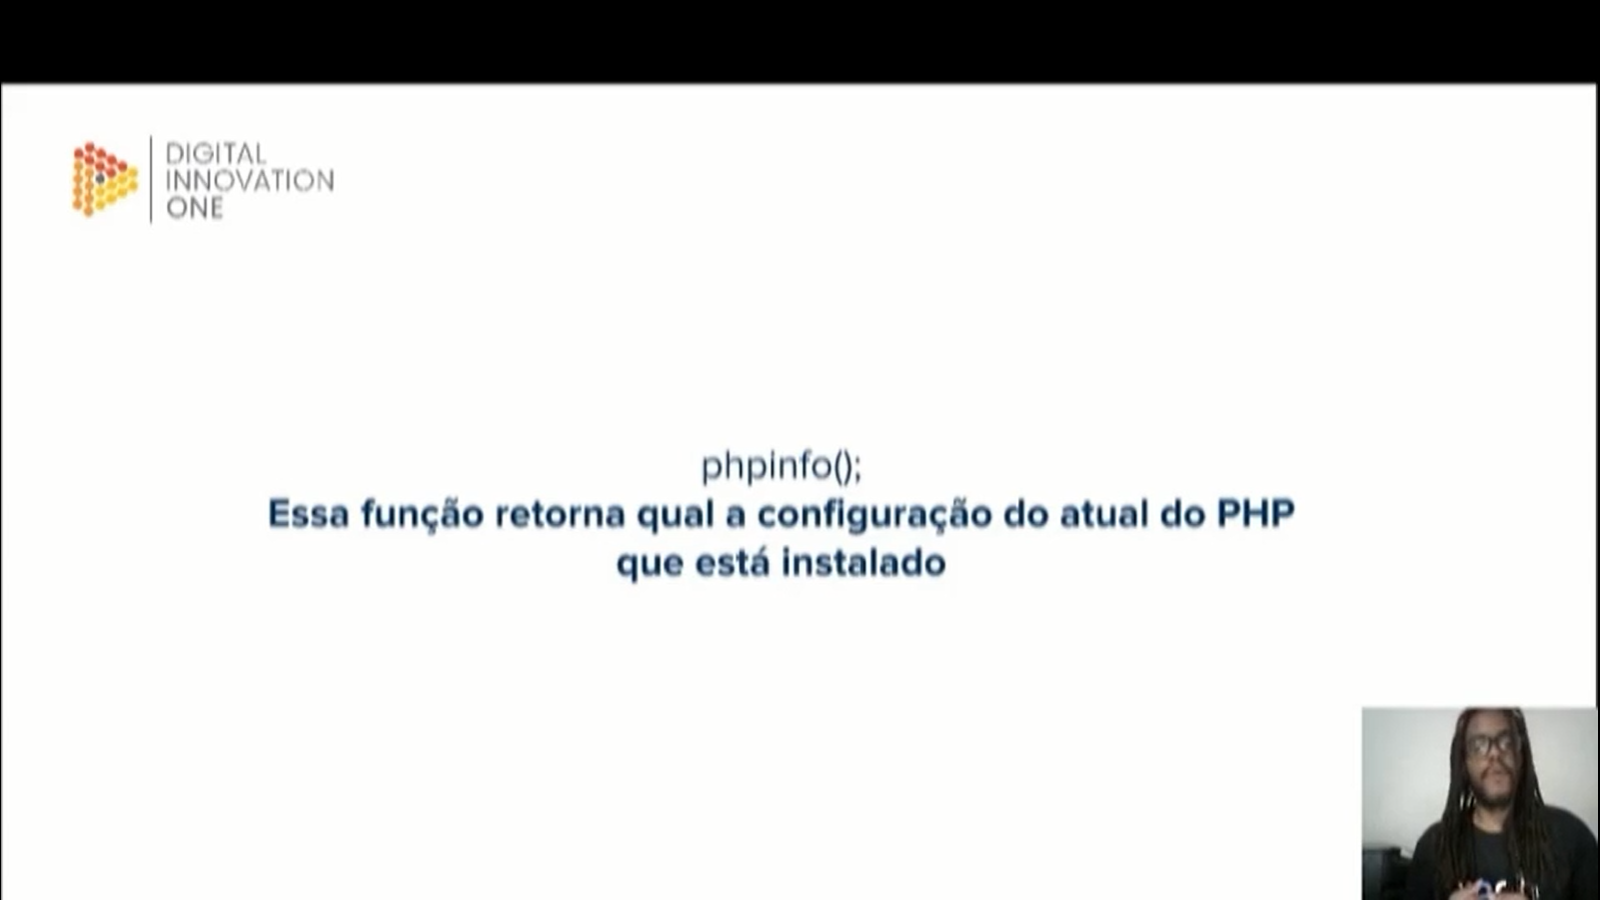 DIGITAL
INNOVATION
ONE
phpinfo();
Essa função retorna qual a configuração do atual do PHP
que está instalado